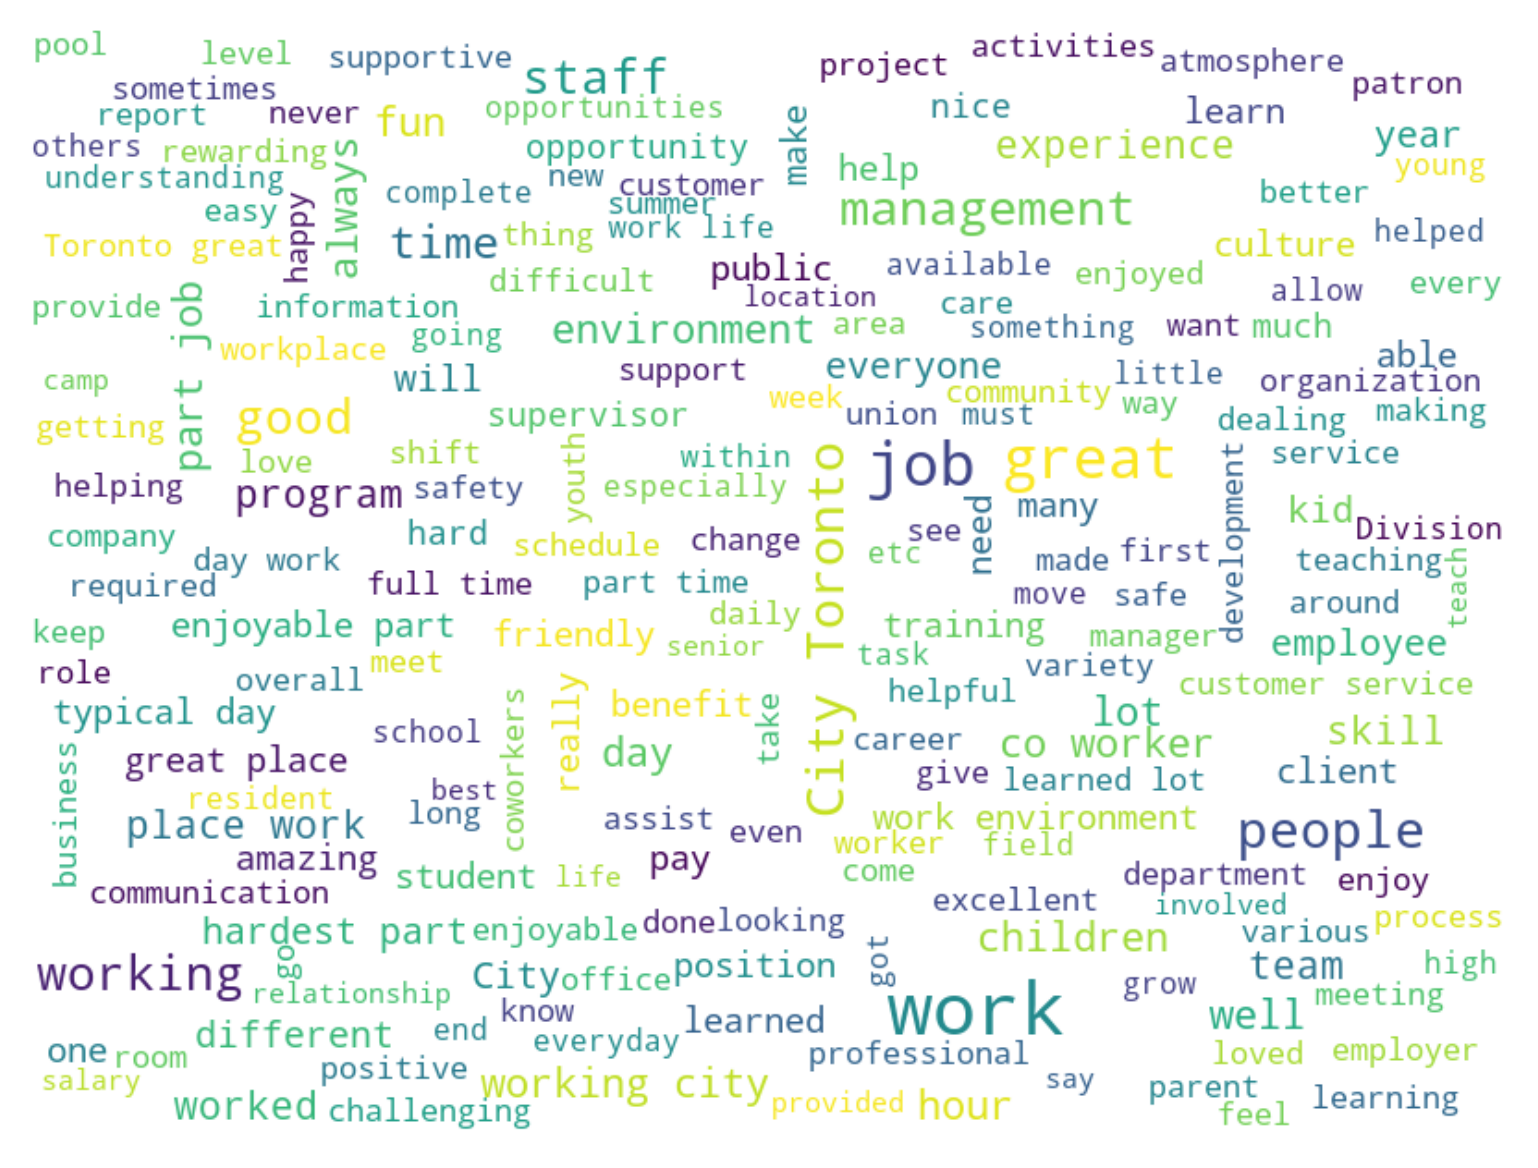 pool
level
supportive
staff
project
activities
atmosphere
patron
sometimes
report
never
fun
opportunities
make
nice
learn
year
others
rewarding
always
opportunity
experience
young
understanding
complete
new
customer
help
better
easy
happy
summer
management
Toronto great
time
thing
work life
culture
helped
difficult
public
available
enjoyed
allow
every
provide
part job
information
location
care
going
environment
area
something
want
much
workplace
camp
will
support
everyone
little
able
organization
week
community
way
getting
good
supervisor
union
must
dealing
making
love
shift
youth
within
City Toronto
job
great
development
service
helping
program
safety
especially
need
many
kid
Division
company
hard
schedule
change
see
etc
made
first
teaching
teach
day work
required
full time
part time
move
safe
around
keep
enjoyable part
friendly
daily
senior
training
task
manager
employee
role
overall
meet
variety
helpful
customer service
typical day
school
coworkers
really
benefit
take
lot
skill
business
great place
day
career
co worker
give
learned lot
client
resident
best
long
place work
assist
even
work environment
worker
field
people
amazing
student
life
pay
come
department
enjoy
communication
excellent
involved
hardest part
enjoyable
done
looking
children
various
process
working
go
relationship
City
office
position
got
team
high
grow
meeting
different
end
know
everyday
learned
work
well
one
room
positive
professional
loved
employer
salary
working city
say
parent
worked
challenging
provided
hour
feel
learning